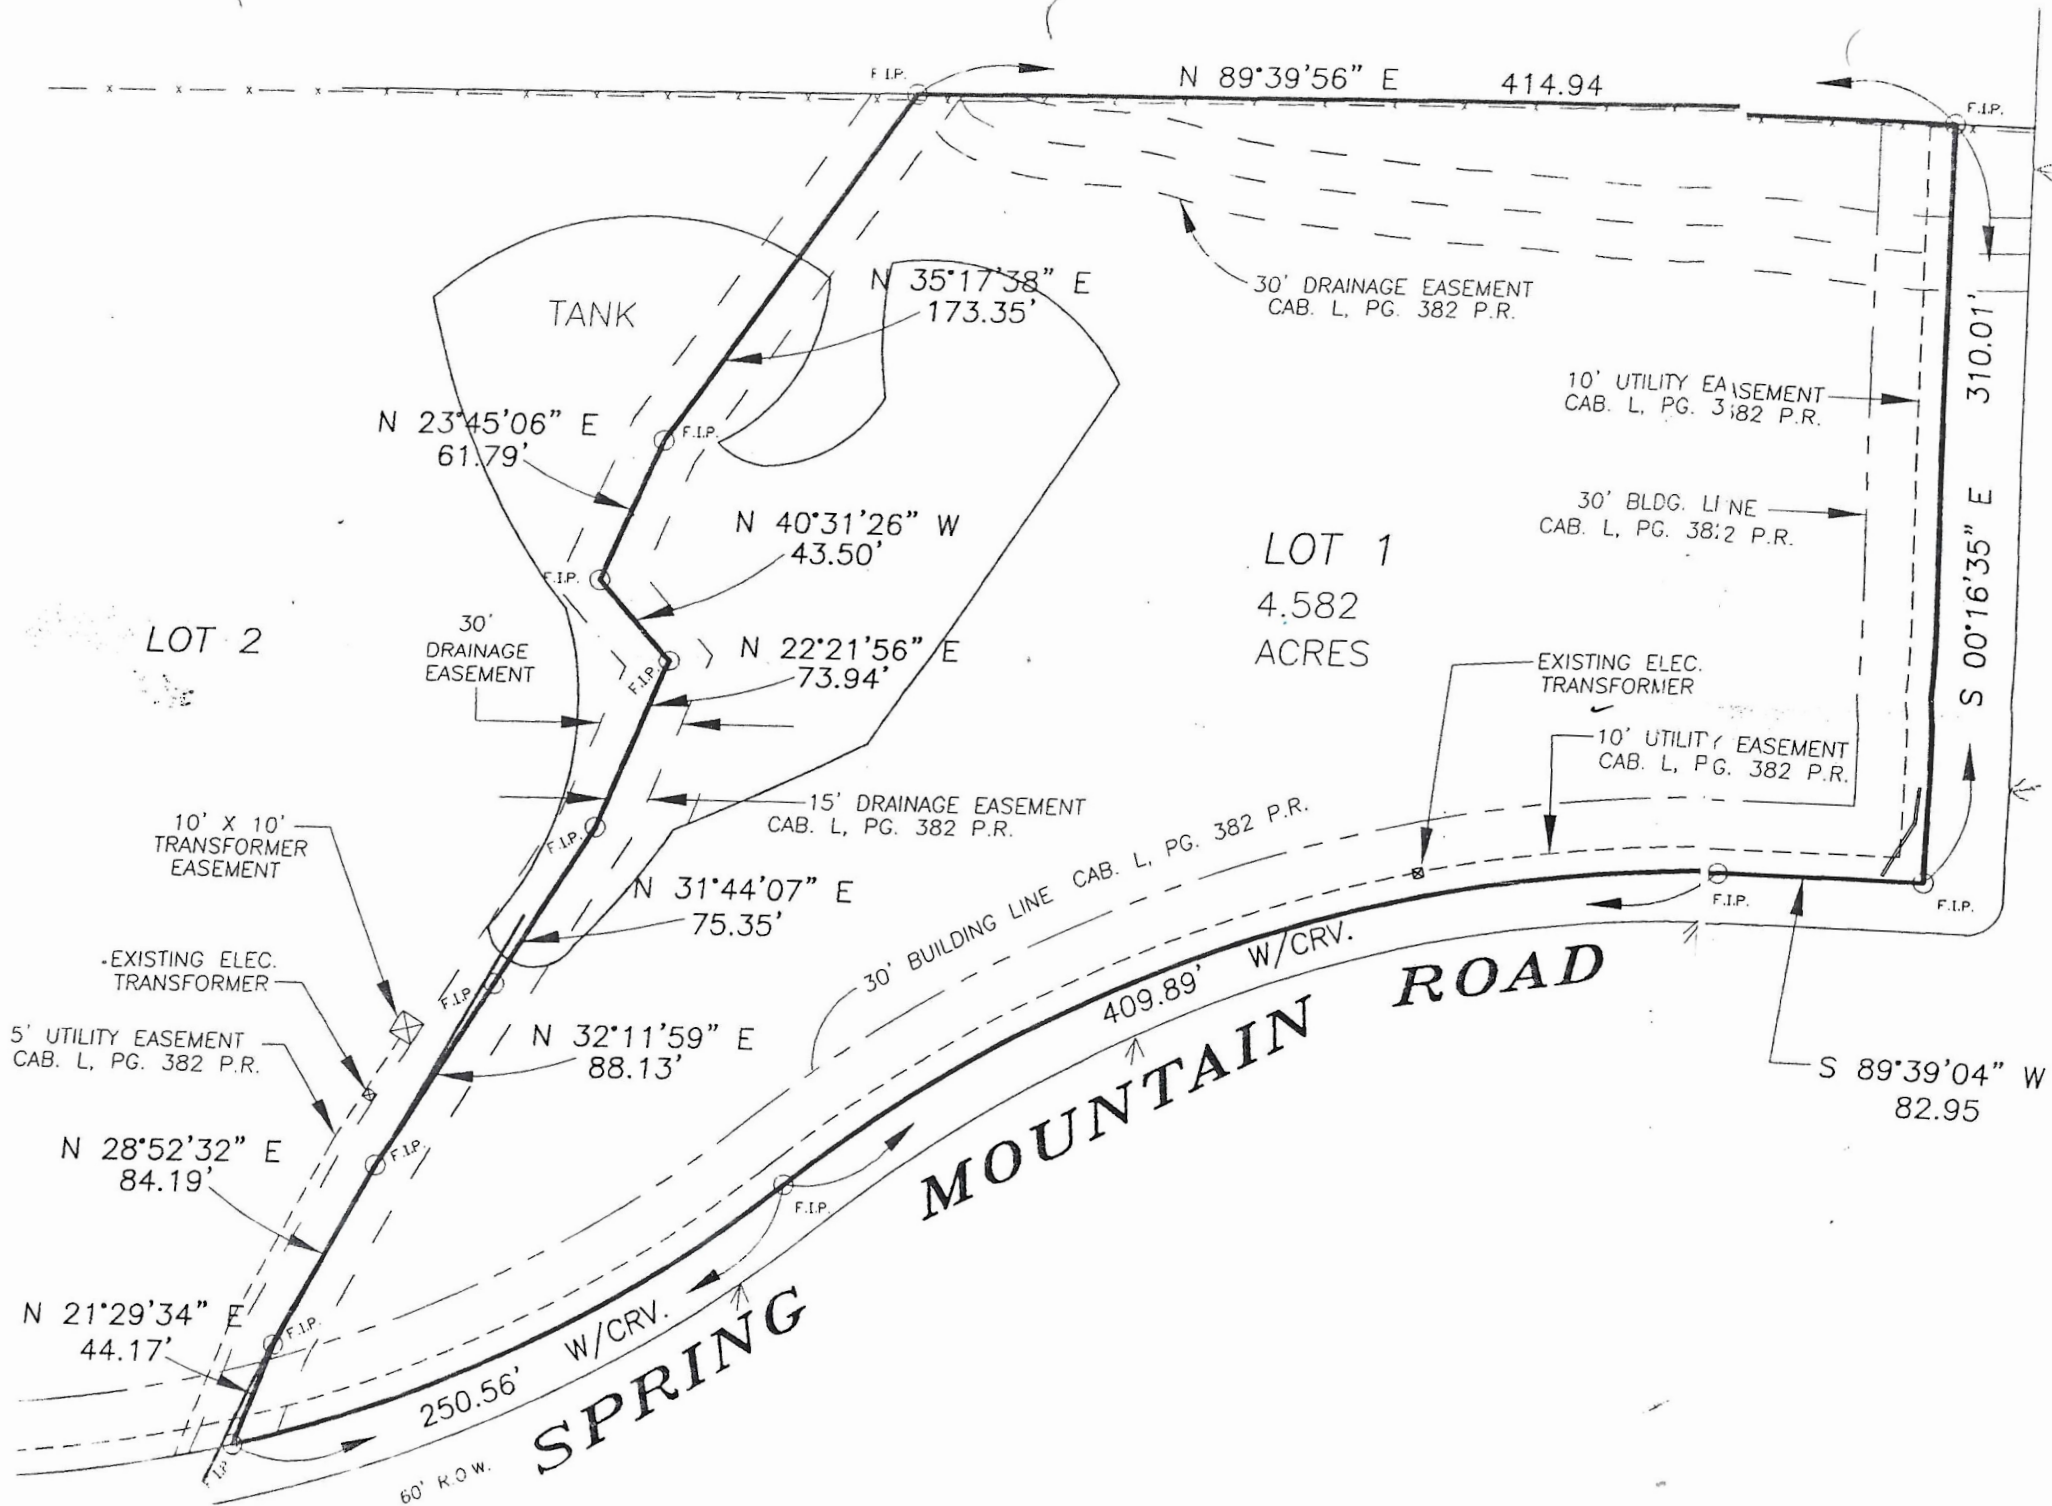 F.I.P.
N 89°39'56" E 414.94
F.I.P.
N 35°17'38" E
173.35'
TANK
30' DRAINAGE EASEMENT
CAB. L, PG. 382 P.R.
310.01'
S 00°16'35" E
10' UTILITY EASEMENT
CAB. L, PG. 382 P.R.
N 23°45'06" E
61.79'
F.I.P.
30' BLDG. LINE
CAB. L, PG. 382 P.R.
N 40°31'26" W
43.50'
F.I.P.
LOT 1
4.582
ACRES
LOT 2
30'
DRAINAGE
EASEMENT
N 22°21'56" E
73.94'
F.I.P.
EXISTING ELEC.
TRANSFORMER
10' UTILITY EASEMENT
CAB. L, PG. 382 P.R.
15' DRAINAGE EASEMENT
CAB. L, PG. 382 P.R.
F.I.P.
10' X 10'
TRANSFORMER
EASEMENT
30' BUILDING LINE CAB. L, PG. 382 P.R.
N 31°44'07" E
75.35'
F.I.P.
F.I.P.
EXISTING ELEC.
TRANSFORMER
F.I.P.
409.89' W/CRV.
5' UTILITY EASEMENT
CAB. L, PG. 382 P.R.
N 32°11'59" E
88.13'
S 89°39'04" W
82.95
N 28°52'32" E
84.19'
F.I.P.
F.I.P.
N 21°29'34" E
44.17'
F.I.P.
250.56' W/CRV.
F.I.P.
60' R.O.W.
SPRING MOUNTAIN ROAD